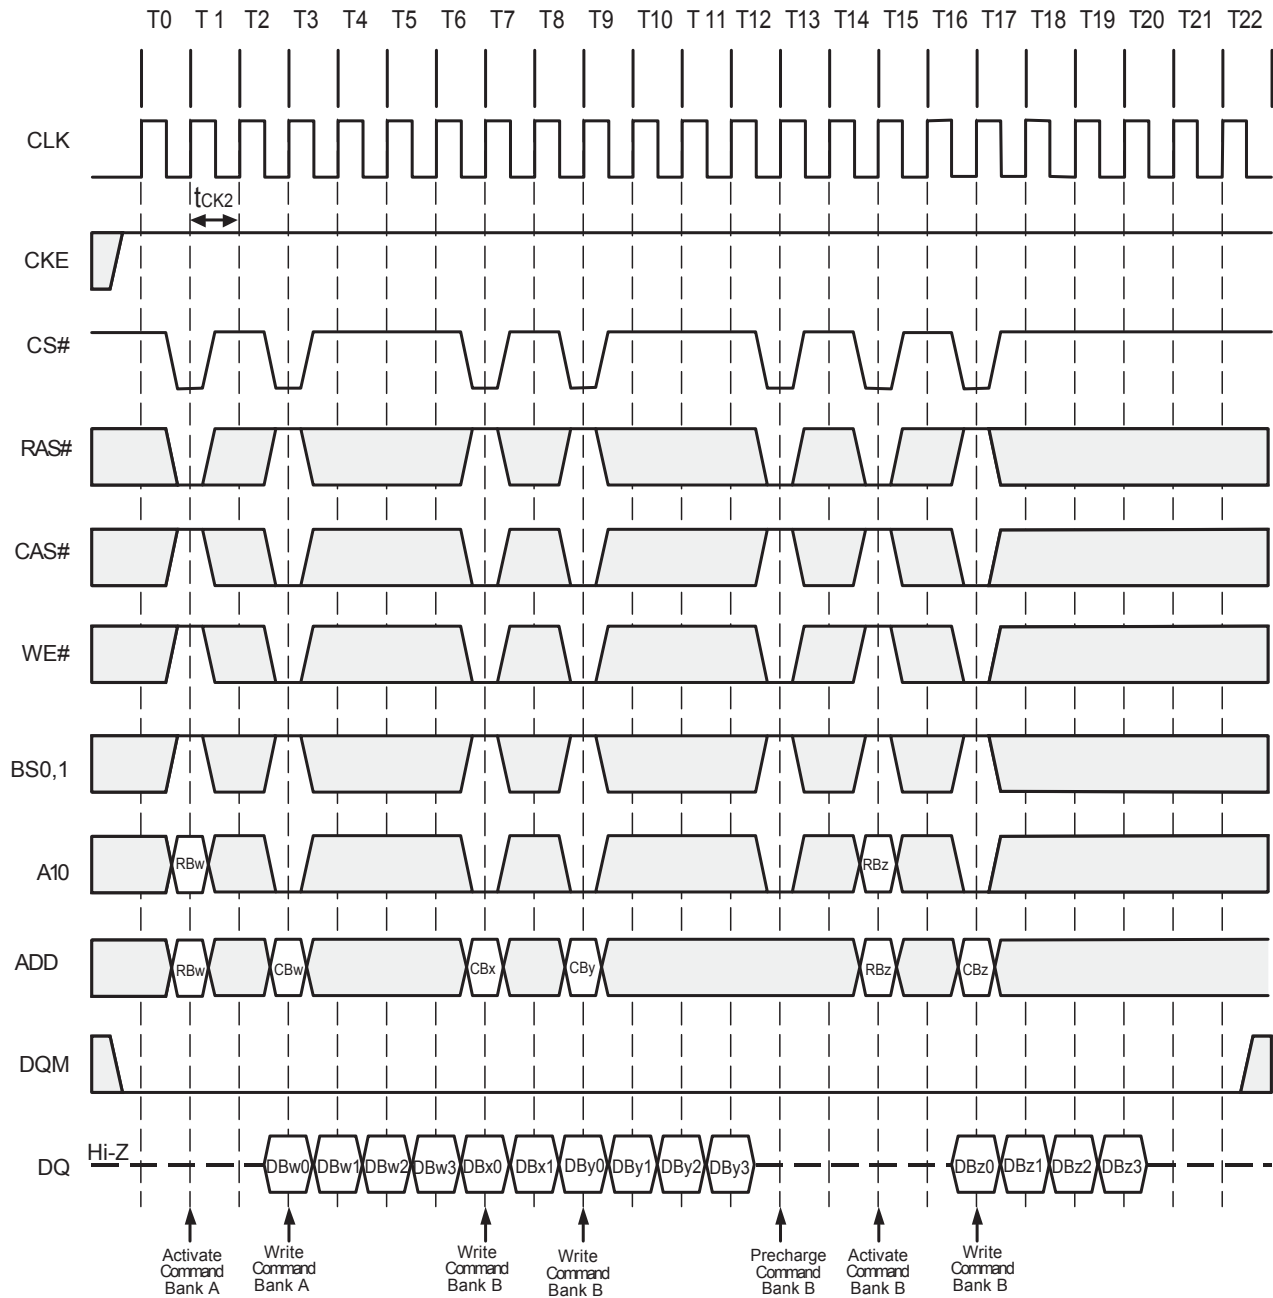 T0 T 1 T2 T3 T4 T5 T6 T7 T8 T9 T10 T 11 T12 T13 T14 T15 T16 T17 T18 T19 T20 T21 T22
CLK
tCK2
CKE
CS#
RAS#
CAS#
WE#
BS0,1
A10 RBw RBz
ADD RBw CBw CBx CBy RBz CBz
DQM
Hi-Z
DQ DBw0 DBw1 DBw2 DBw3 DBx0 DBx1 DBy0 DBy1 DBy2 DBy3 DBz0 DBz1 DBz2 DBz3
Activate
Command
Bank A
Write
Command
Bank A
Write
Command
Bank B
Write
Command
Bank B
Precharge
Command
Bank B
Activate
Command
Bank B
Write
Command
Bank B